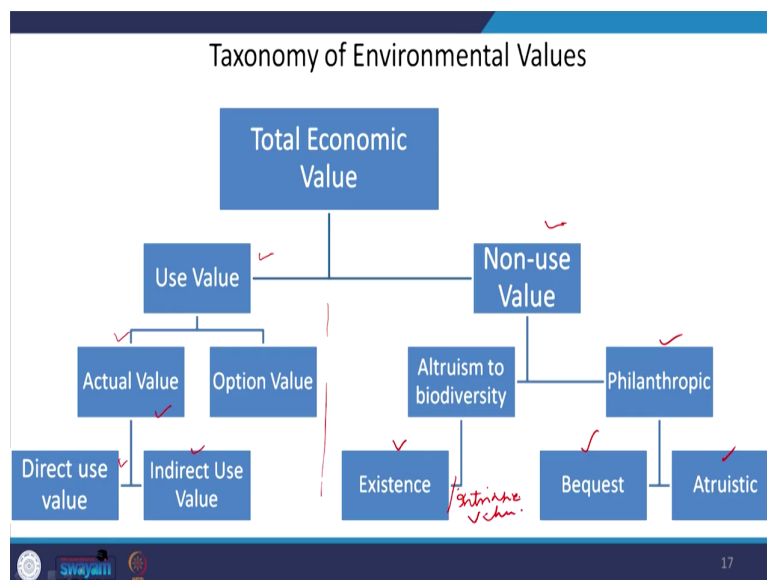 Taxonomy of Environmental Values
Total Economic
Value
Use Value
Non-use
Value
Actual Value
Option Value
Altruism to
biodiversity
Philanthropic
Direct use
value
Indirect Use
Value
Existence
Bequest
Atruistic
swayam
17